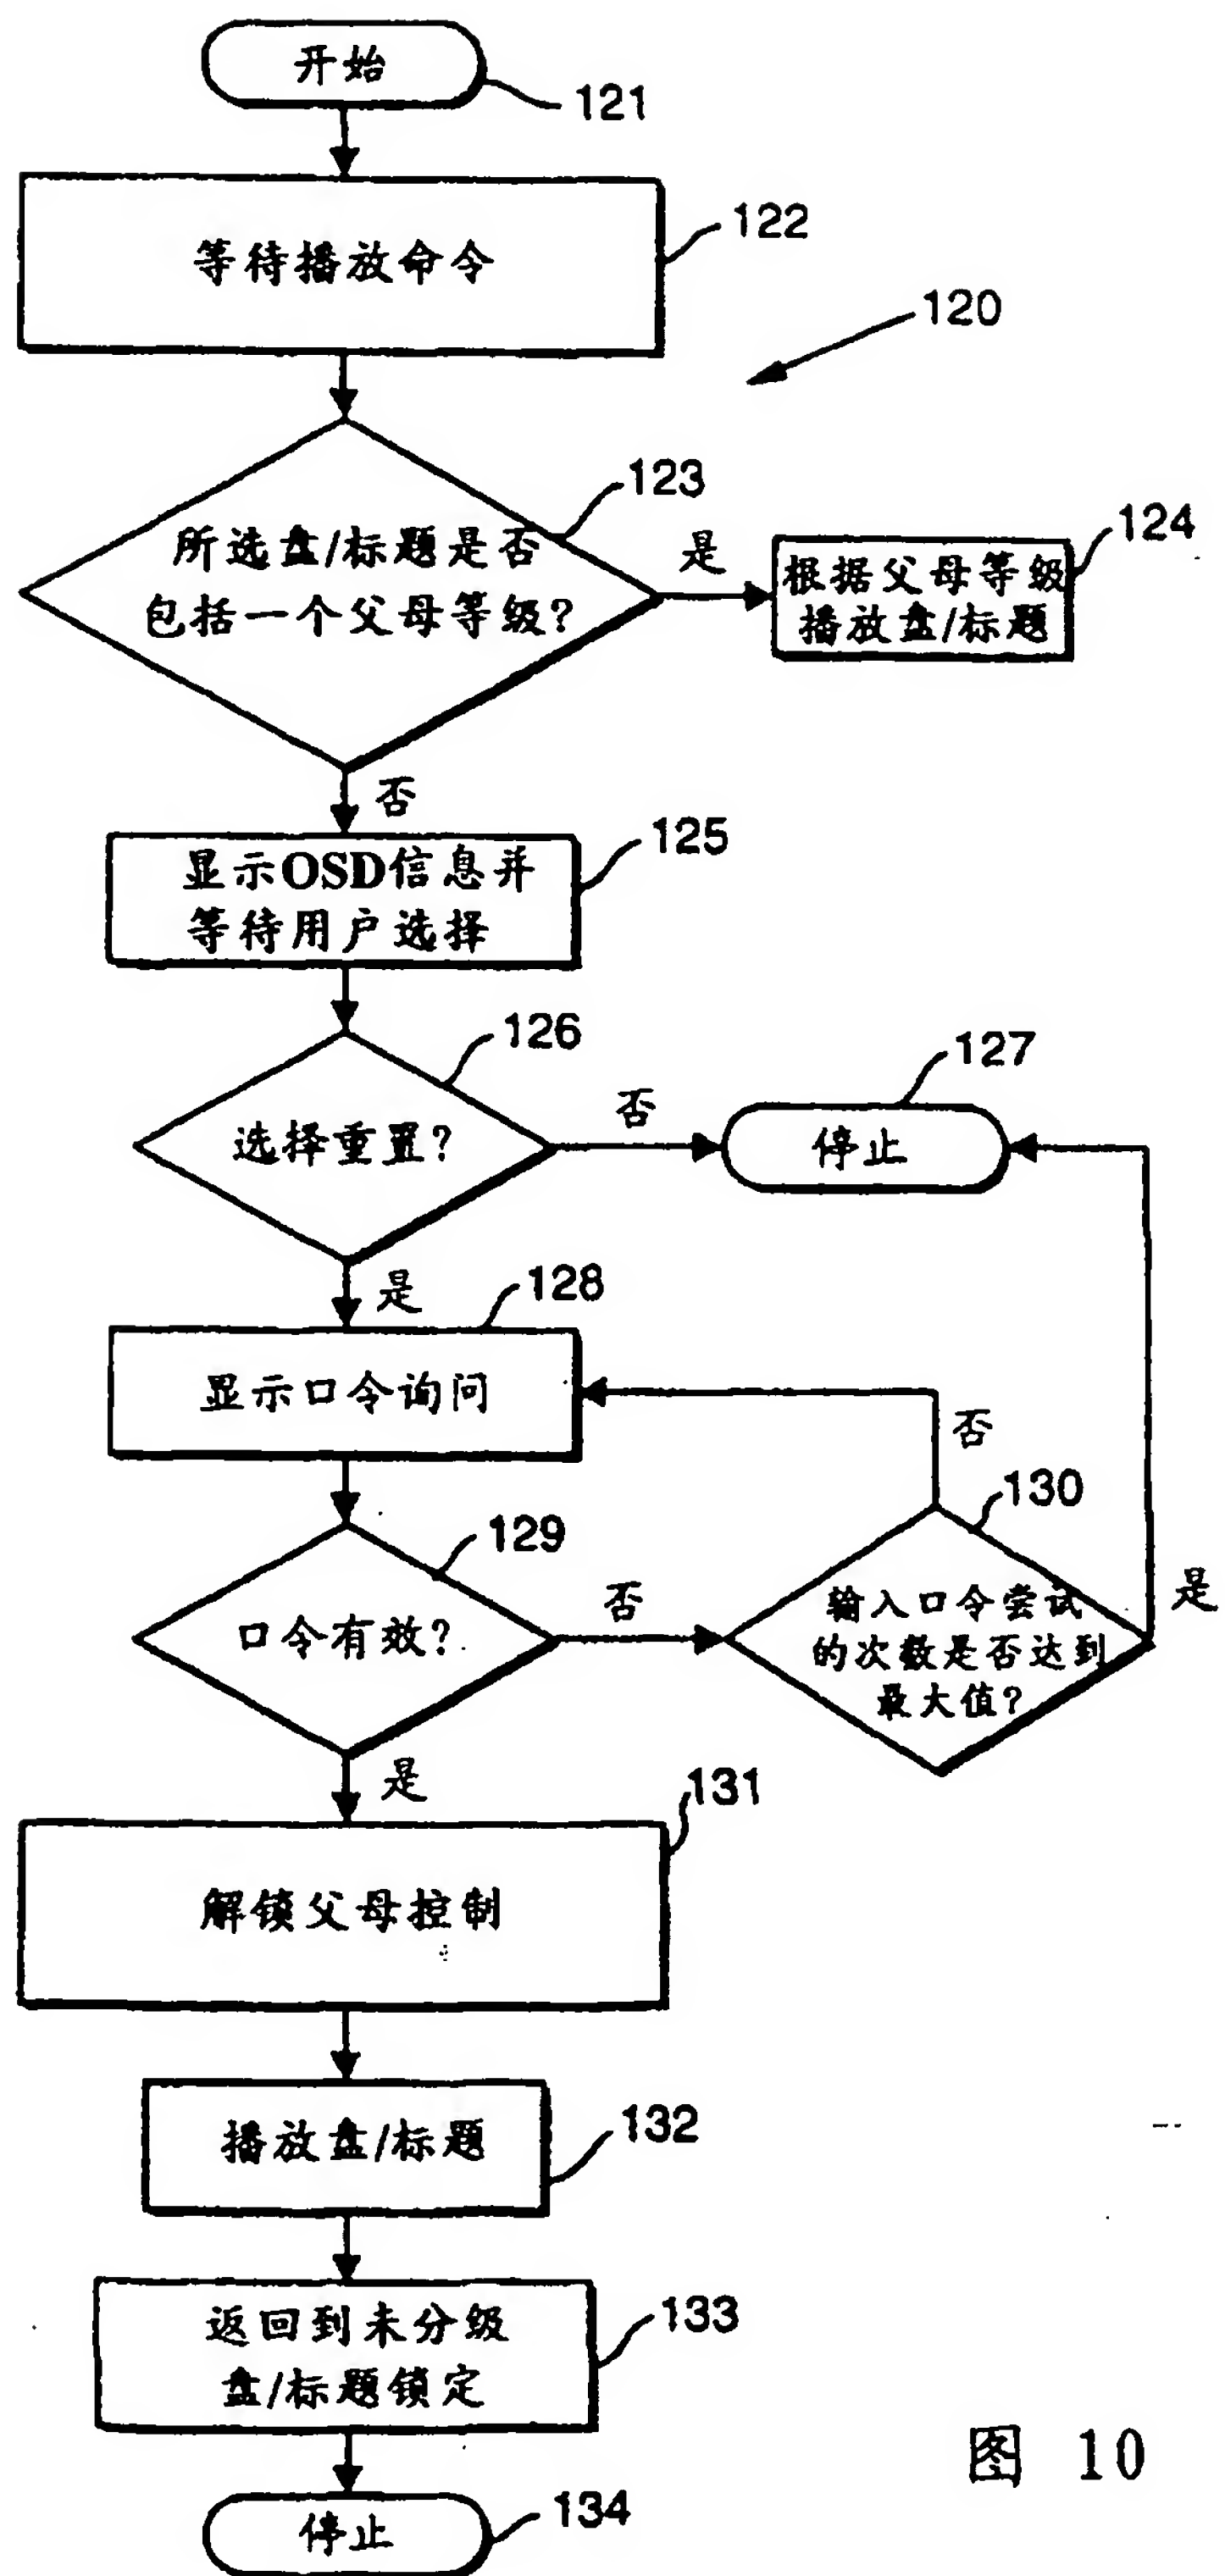 开始
121
等待播放命令
122
120
所选盘/标题是否
包括一个父母等级?
123
是
根据父母等级
播放盘/标题
124
否
显示OSD信息并
等待用户选择
125
选择重置?
126
否
停止
127
是
显示口令询问
128
口令有效?
129
否
输入口令尝试
的次数是否达到
最大值?
130
否
是
是
解锁父母控制
131
播放盘/标题
132
返回到未分级
盘/标题锁定
133
停止
134
图 10